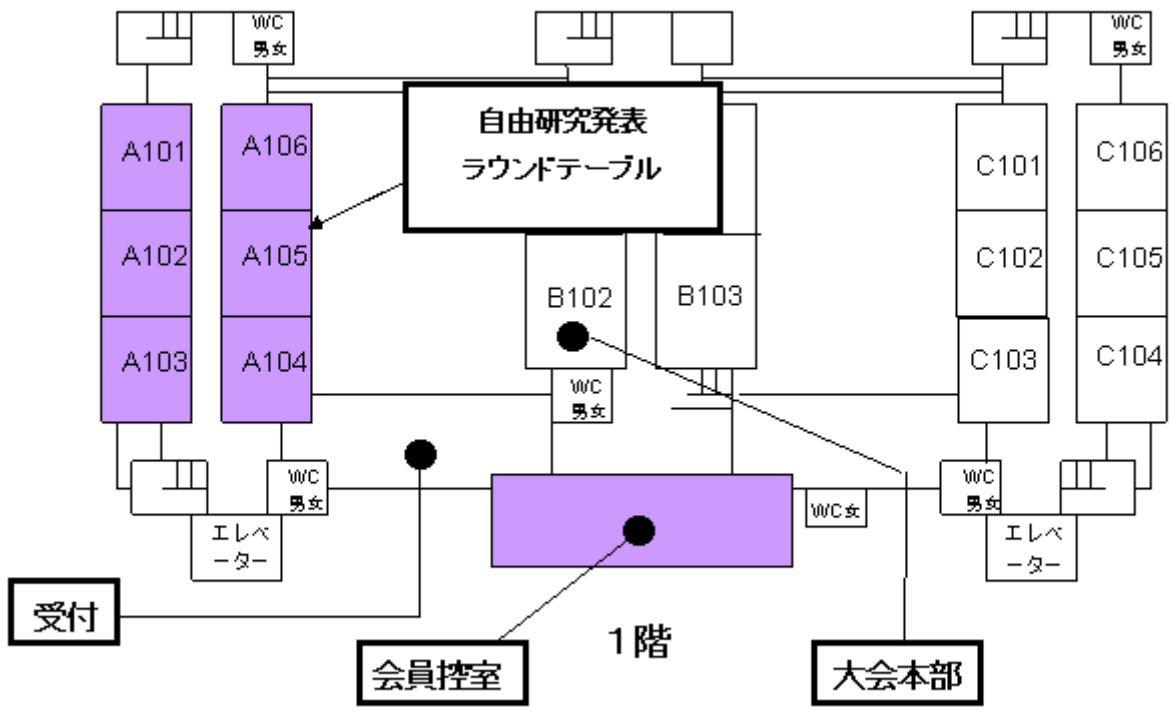 WC
男女
WC
男女
自由研究発表
ラウンドテーブル
A101
A106
C101
C106
A102
A105
B102
B103
C102
C105
A103
A104
C103
C104
WC
男女
WC
男女
WC
男女
WC女
エレベ
ーター
エレベ
ーター
受付
会員控室
1階
大会本部